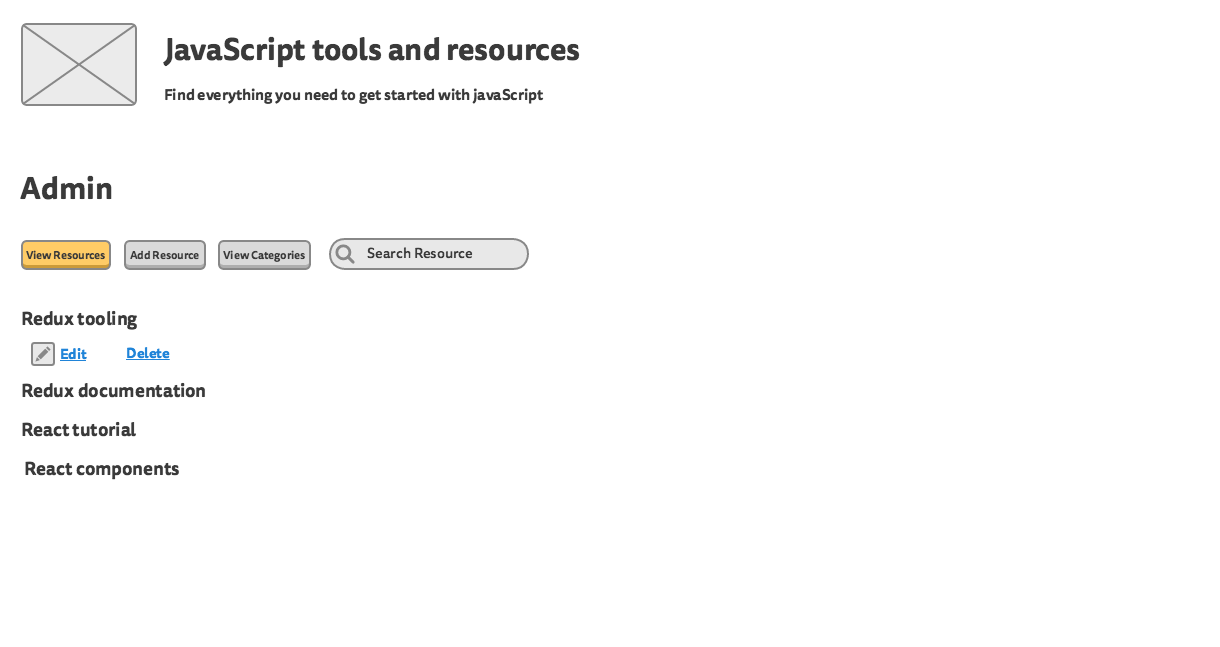 JavaScript tools and resources
Find everything you need to get started with javaScript
Admin
View Resources Add Resource View Categories Search Resource
Redux tooling
Edit Delete
Redux documentation
React tutorial
React components